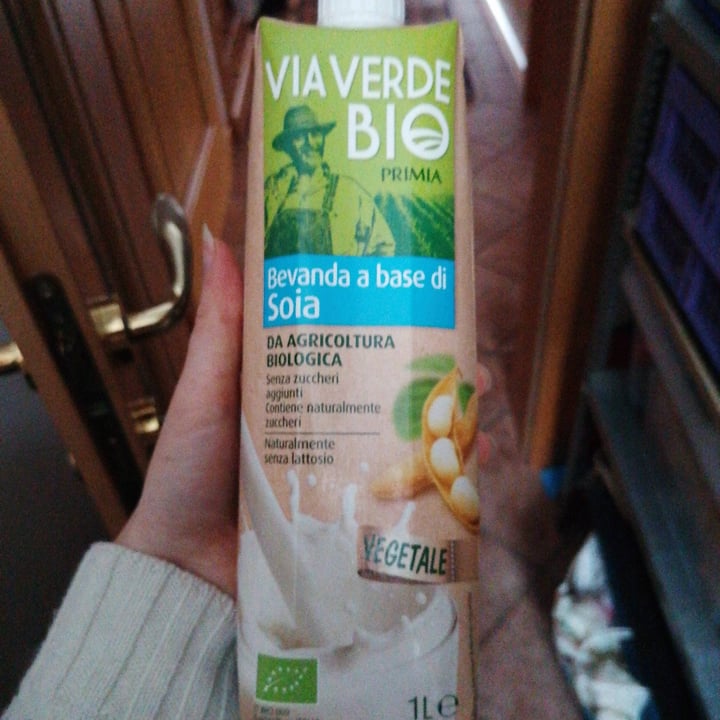 VIAVERDE
BIO
PRIMIA
Bevanda a base di
Soia
DA AGRICOLTURA
BIOLOGICA
Senza zuccheri
aggiunti
Contiene naturalmente
zuccheri
Naturalmente
senza lattosio
VEGETALE
1L e